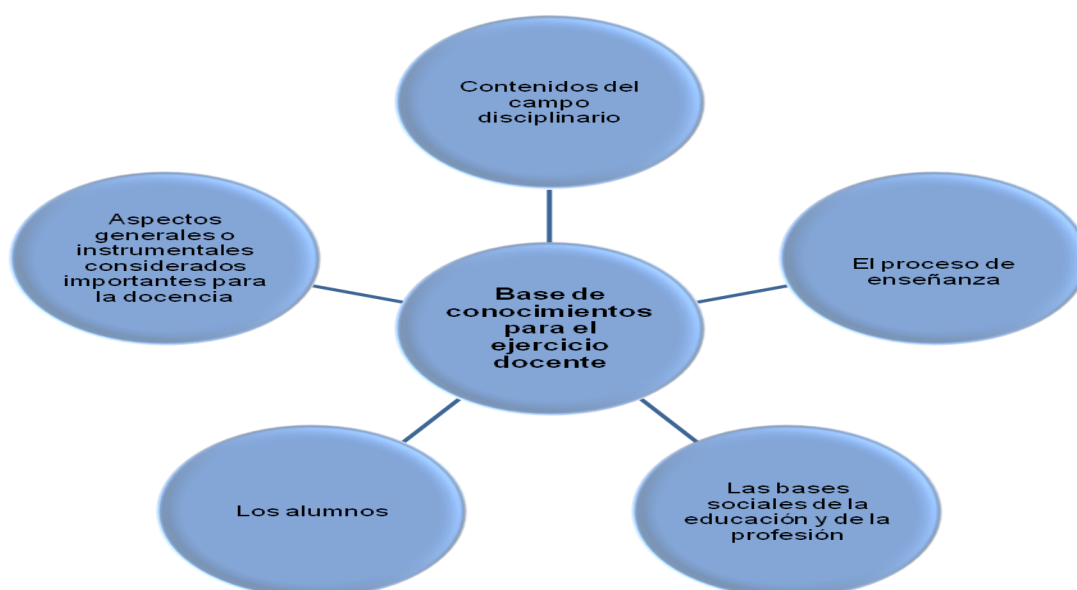 Contenidos del
campo
disciplinario
Aspectos
generales o
instrumentales
considerados
importantes para
la docencia
El proceso de
enseñanza
Base de
conocimientos
para el
ejercicio
docente
Los alumnos
Las bases
sociales de la
educación y de la
profesión